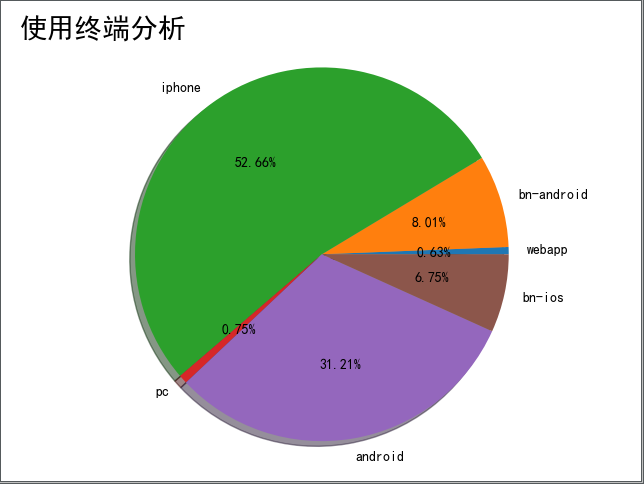 使用终端分析
iphone
52.66%
bn-android
8.01%
webapp
0.63%
6.75%
bn-ios
0.75%
31.21%
pc
android